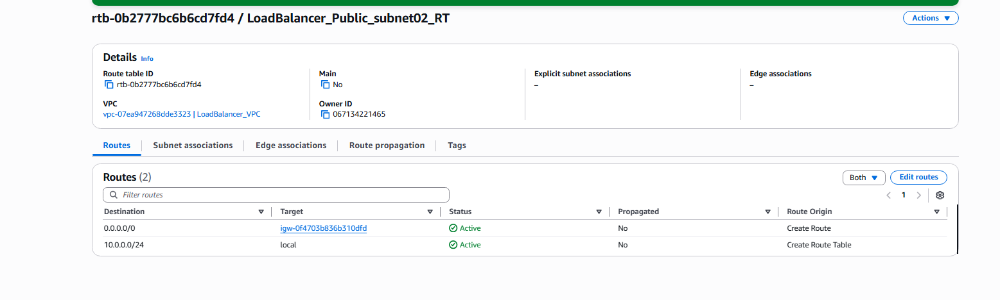 rtb-0b2777bc6b6cd7fd4 / LoadBalancer_Public_subnet02_RT
Actions
Details Info
Route table ID
rtb-0b2777bc6b6cd7fd4
Main
No
Explicit subnet associations
–
Edge associations
–
VPC
vpc-07ea947268dde3323 | LoadBalancer_VPC
Owner ID
067134221465
Routes Subnet associations Edge associations Route propagation Tags
Routes (2)
Both
Edit routes
Filter routes
1
Destination Target Status Propagated Route Origin
0.0.0.0/0 igw-0f4703b836b310dfd Active No Create Route
10.0.0.0/24 local Active No Create Route Table